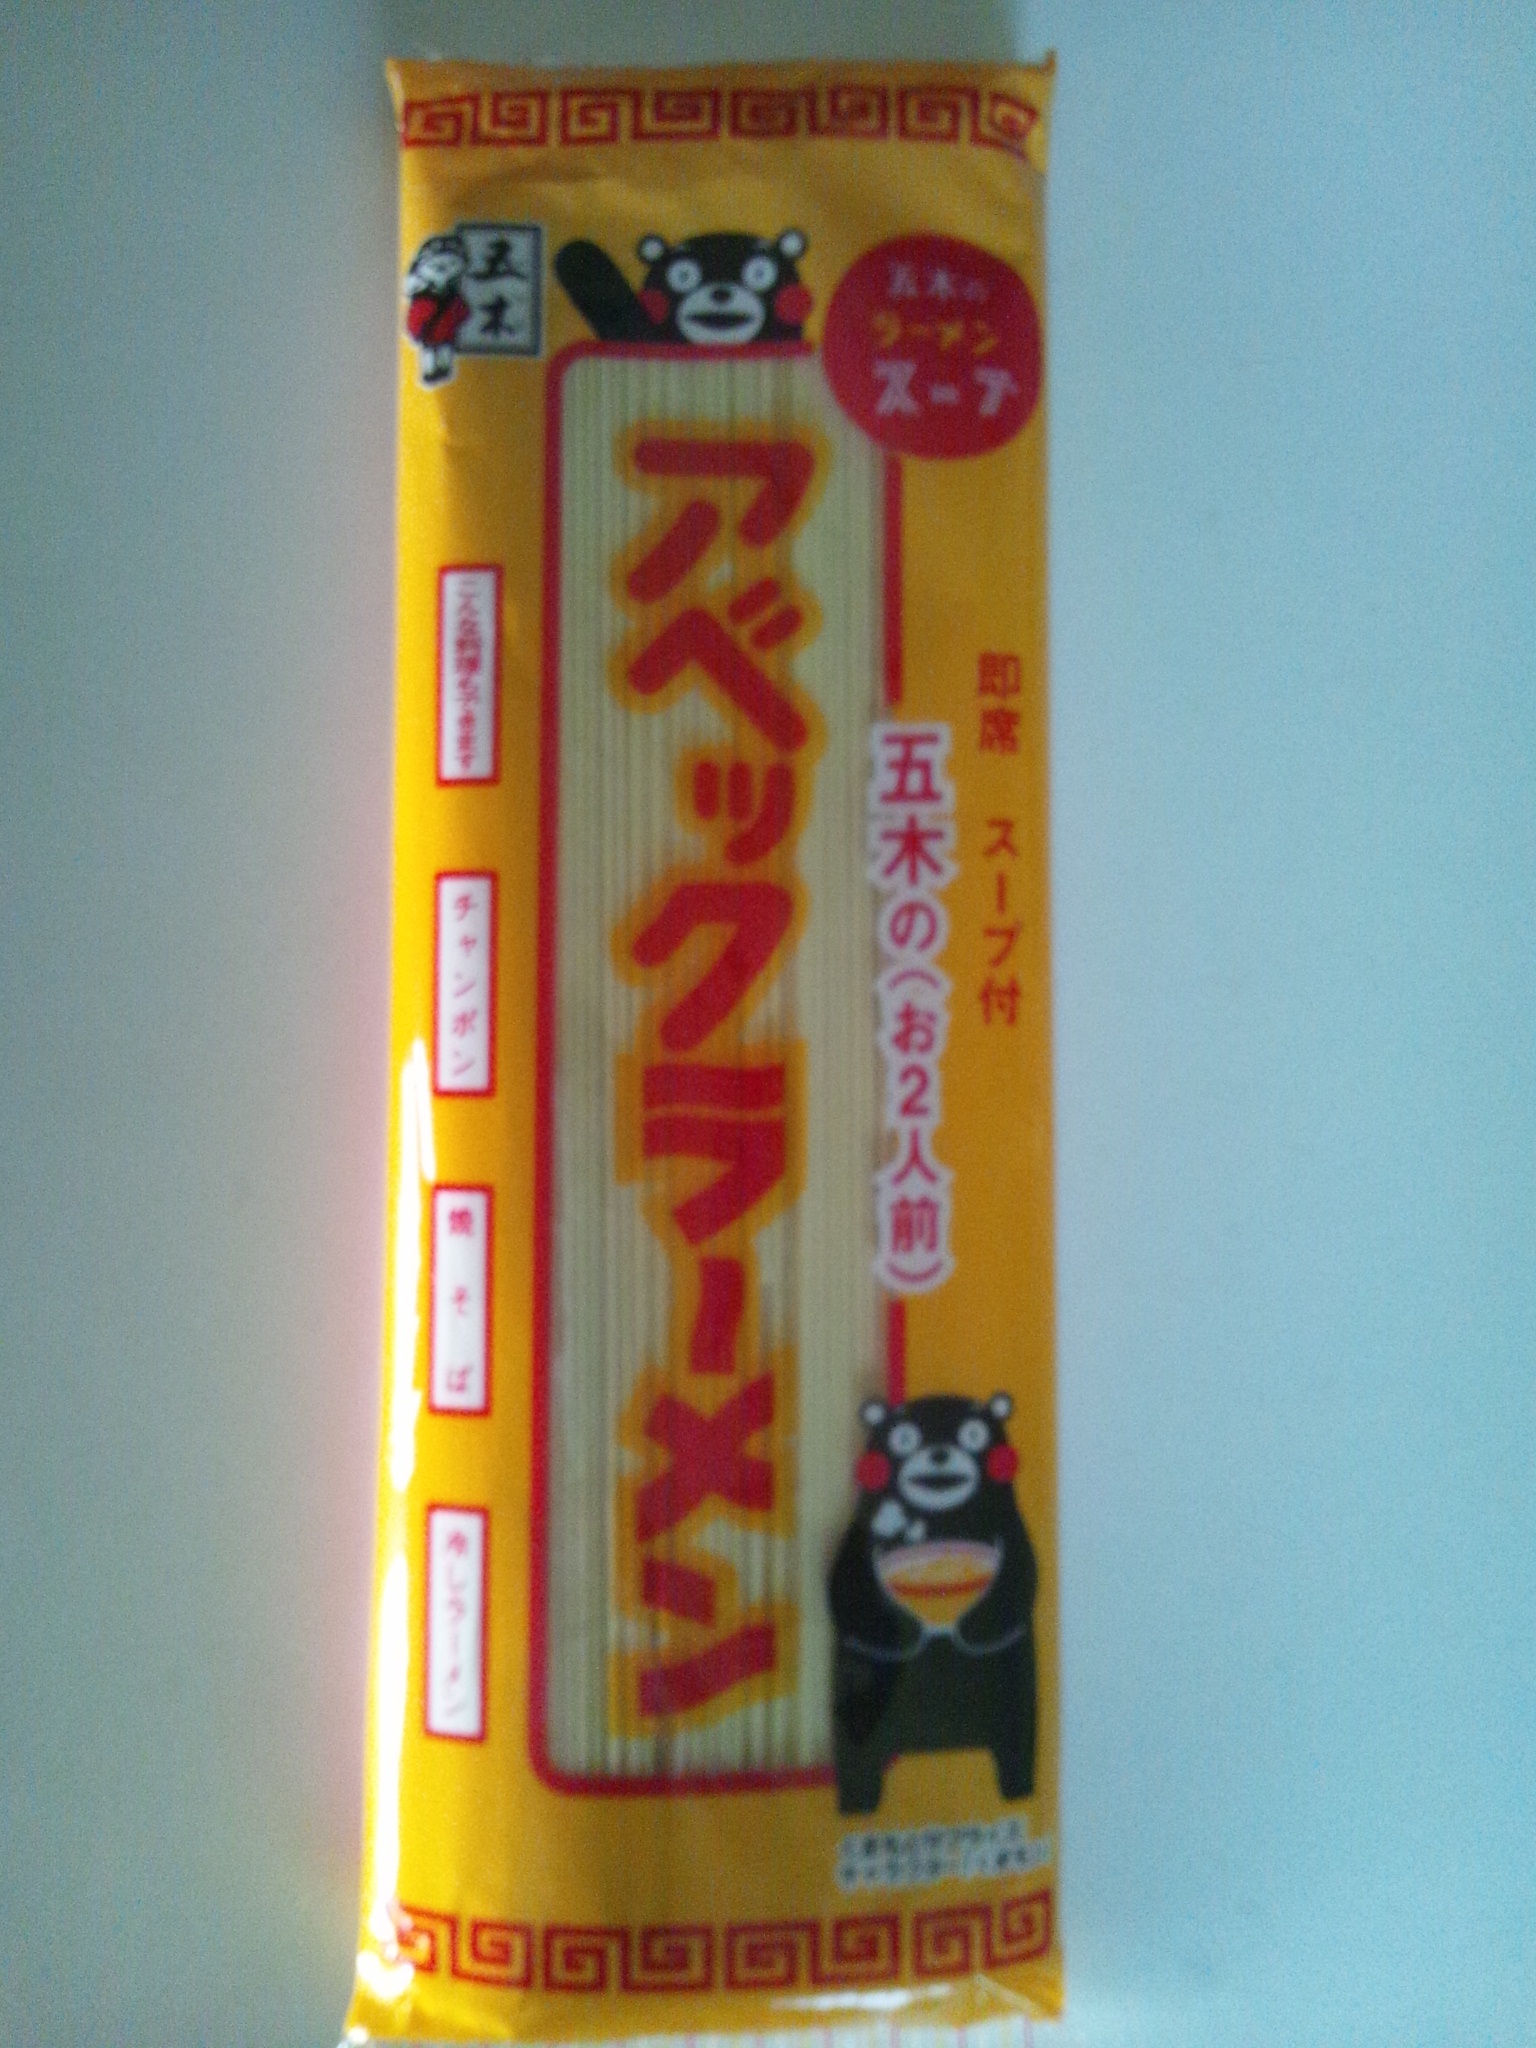 五木
五木の
ラーメン
スープ
アベックラーメン
五木の(お2人前)
即席 スープ付
こんな料理もできます
チャンポン
焼そば
冷しラーメン